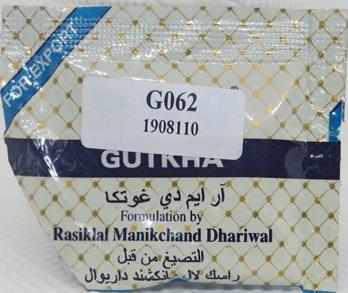 FOR EXPORT
G062
1908110
GUTKHA
آر ايم دي غوتكا
Formulation by
Rasiklal Manikchand Dhariwal
التصيغ من قبل
راسك لال مانكشند داريوال